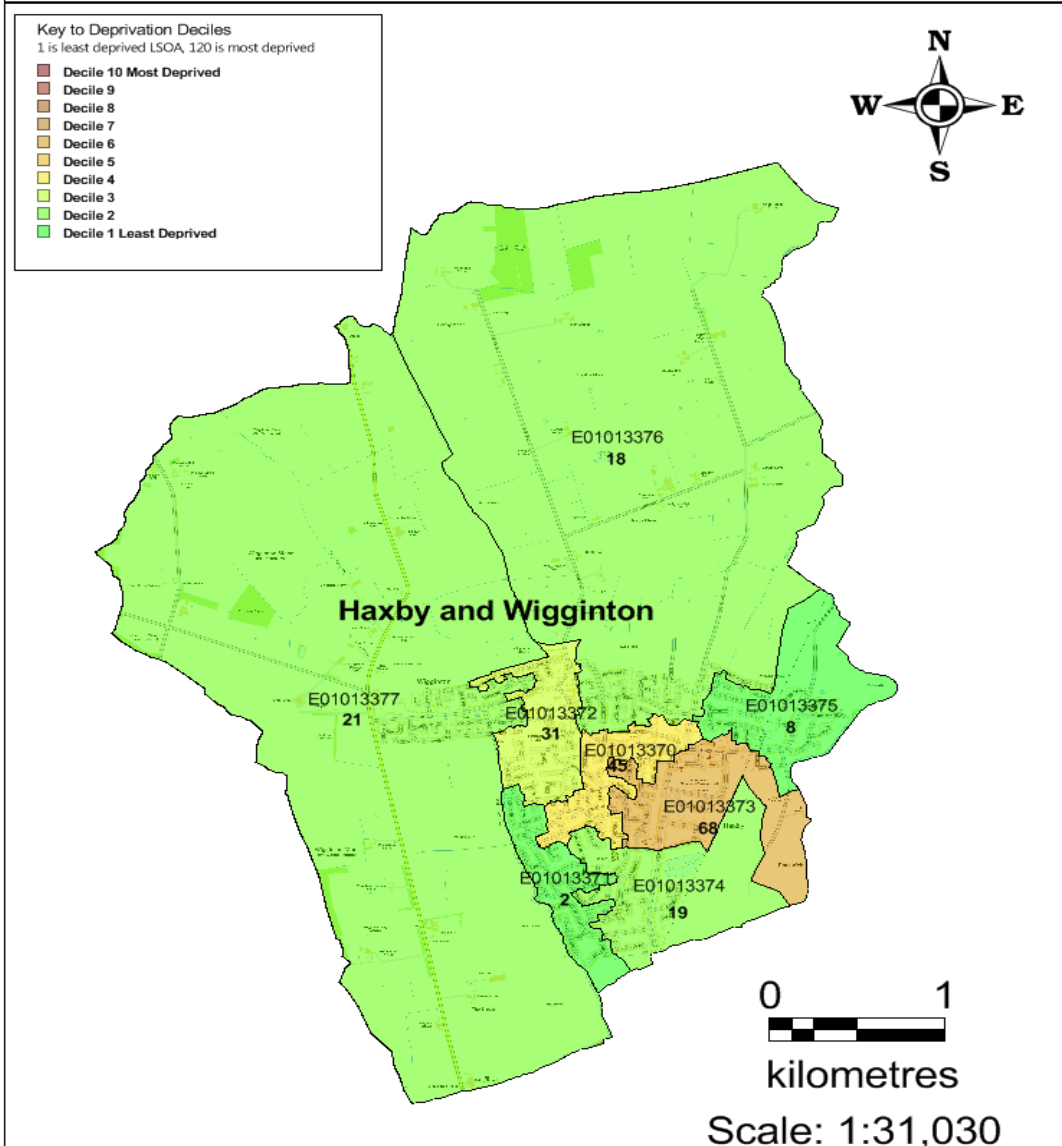 Key to Deprivation Deciles
1 is least deprived LSOA, 120 is most deprived
Decile 10 Most Deprived
Decile 9
Decile 8
Decile 7
Decile 6
Decile 5
Decile 4
Decile 3
Decile 2
Decile 1 Least Deprived
N
W E
S
E01013376
18
Haxby and Wigginton
Wigginton
E01013377
21
E01013372
31
E01013375
8
E01013370
45
E01013373
68
Haxby
E01013371
2
E01013374
19
0 1
kilometres
Scale: 1:31,030